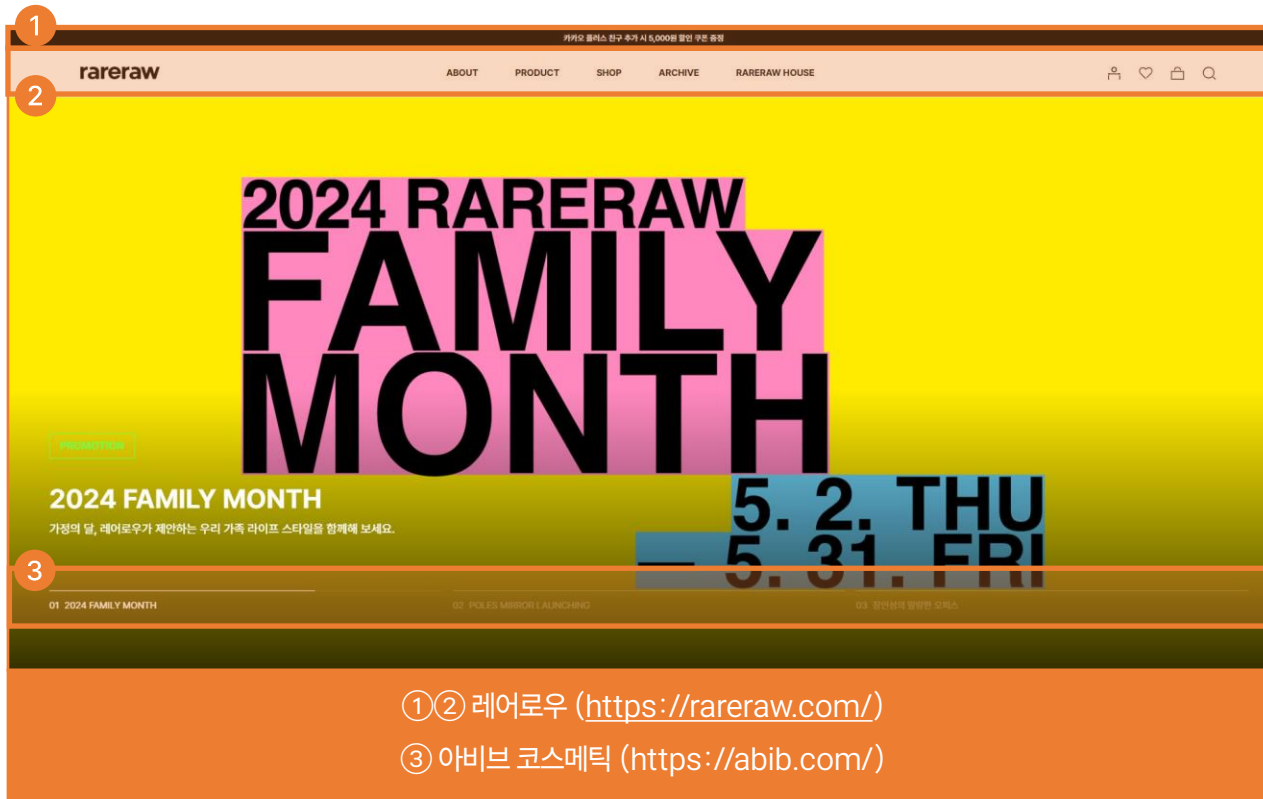 1
카카오 플러스 친구 추가 시 5,000원 할인 쿠폰 증정
rareraw
ABOUT PRODUCT SHOP ARCHIVE RARERAW HOUSE
2
2024 RARERAW
FAMILY
MONTH
PROMOTION
2024 FAMILY MONTH
가정의 달, 레어로우가 제안하는 우리 가족 라이프 스타일을 함께해 보세요.
5. 2. THU
— 5. 31. FRI
3
01 2024 FAMILY MONTH
02 POLES MIRROR LAUNCHING
03
①② 레어로우 (https://rareraw.com/)
③ 아비브 코스메틱 (https://abib.com/)